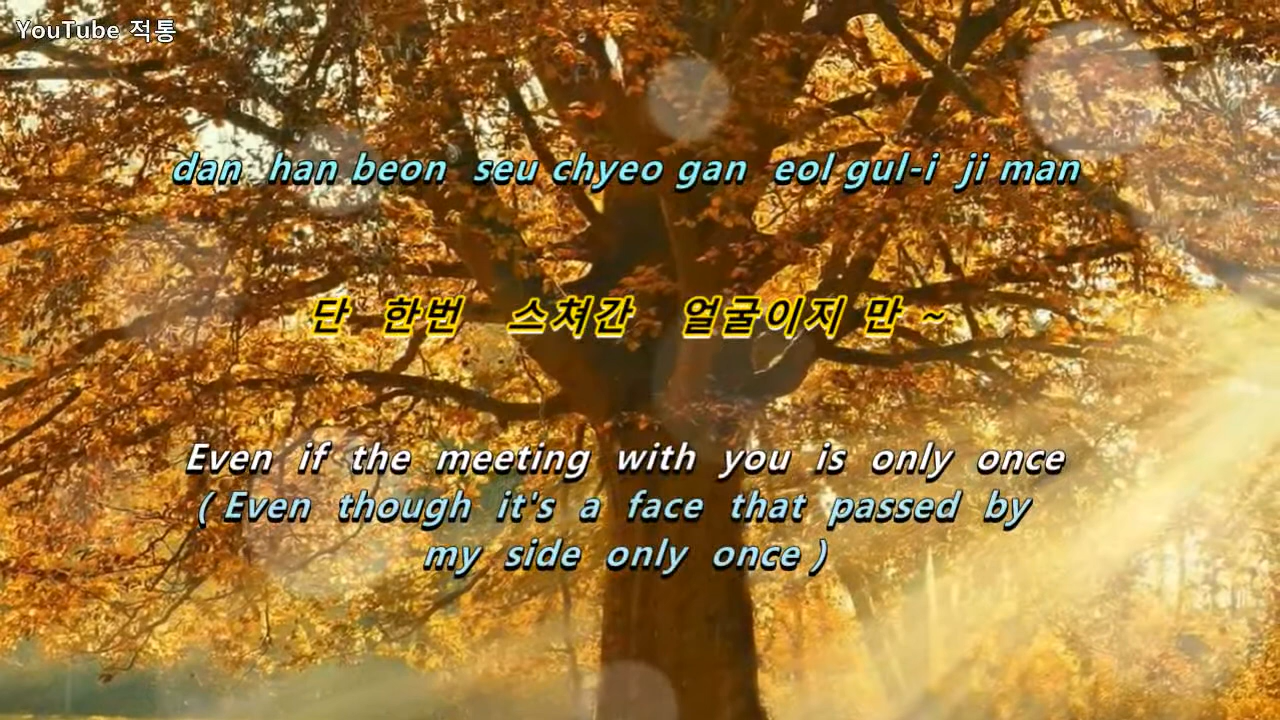 YouTube 적통
dan han beon seu chyeo gan eol gul-i ji man
단 한번 스쳐간 얼굴이지 만 ~
Even if the meeting with you is only once
( Even though it's a face that passed by
my side only once )